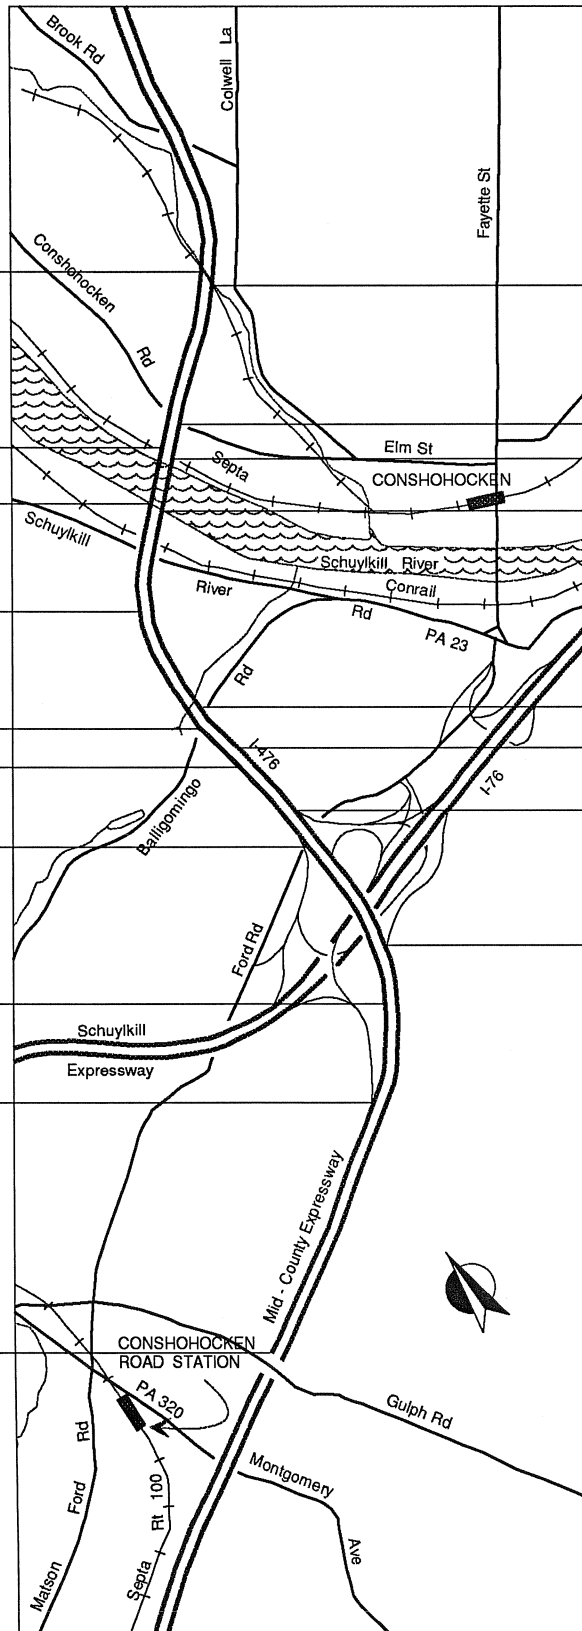 Brook Rd
Colwell La
Fayette St
Conshohocken
Rd
Elm St
Septa
CONSHOHOCKEN
Schuylkill
Schuylkill River
River
Conrail
Rd
PA 23
Rd
I-476
I-76
Balligomingo
Ford Rd
Schuylkill
Expressway
Mid - County Expressway
CONSHOHOCKEN
ROAD STATION
PA 320
Gulph Rd
Rd
Montgomery
Ford
Rt 100
Ave
Matson
Septa